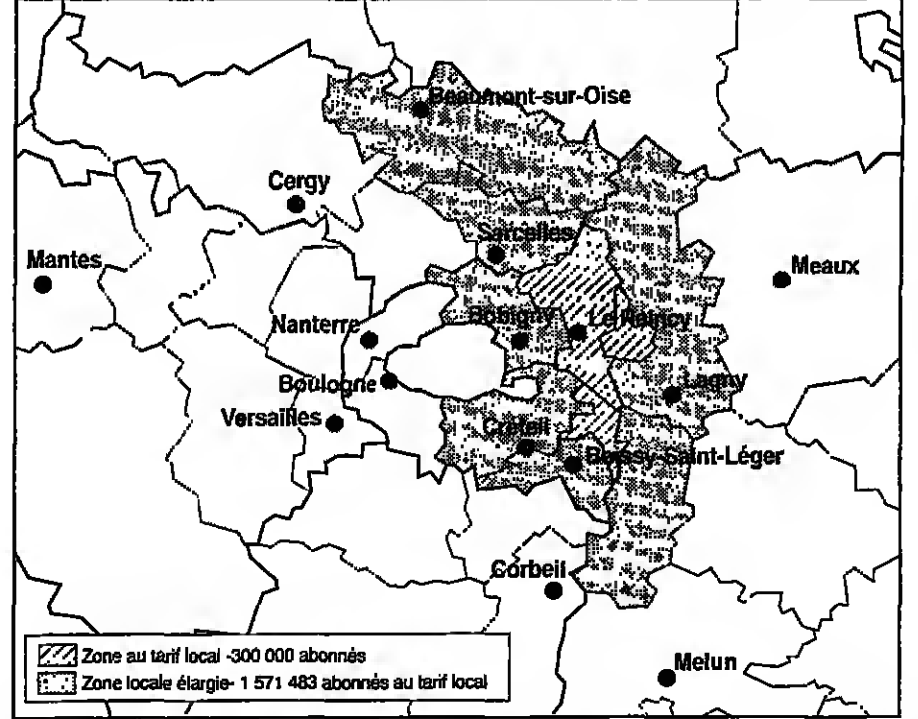 Beaumont-sur-Oise
Cergy
Sarcelles
Mantes
Meaux
Nanterre
Bobigny
Le Raincy
Boulogne
Lagny
Versailles
Créteil
Boissy-Saint-Léger
Corbeil
Zone au tarif local -300 000 abonnés
Melun
Zone locale élargie- 1 571 483 abonnés au tarif local